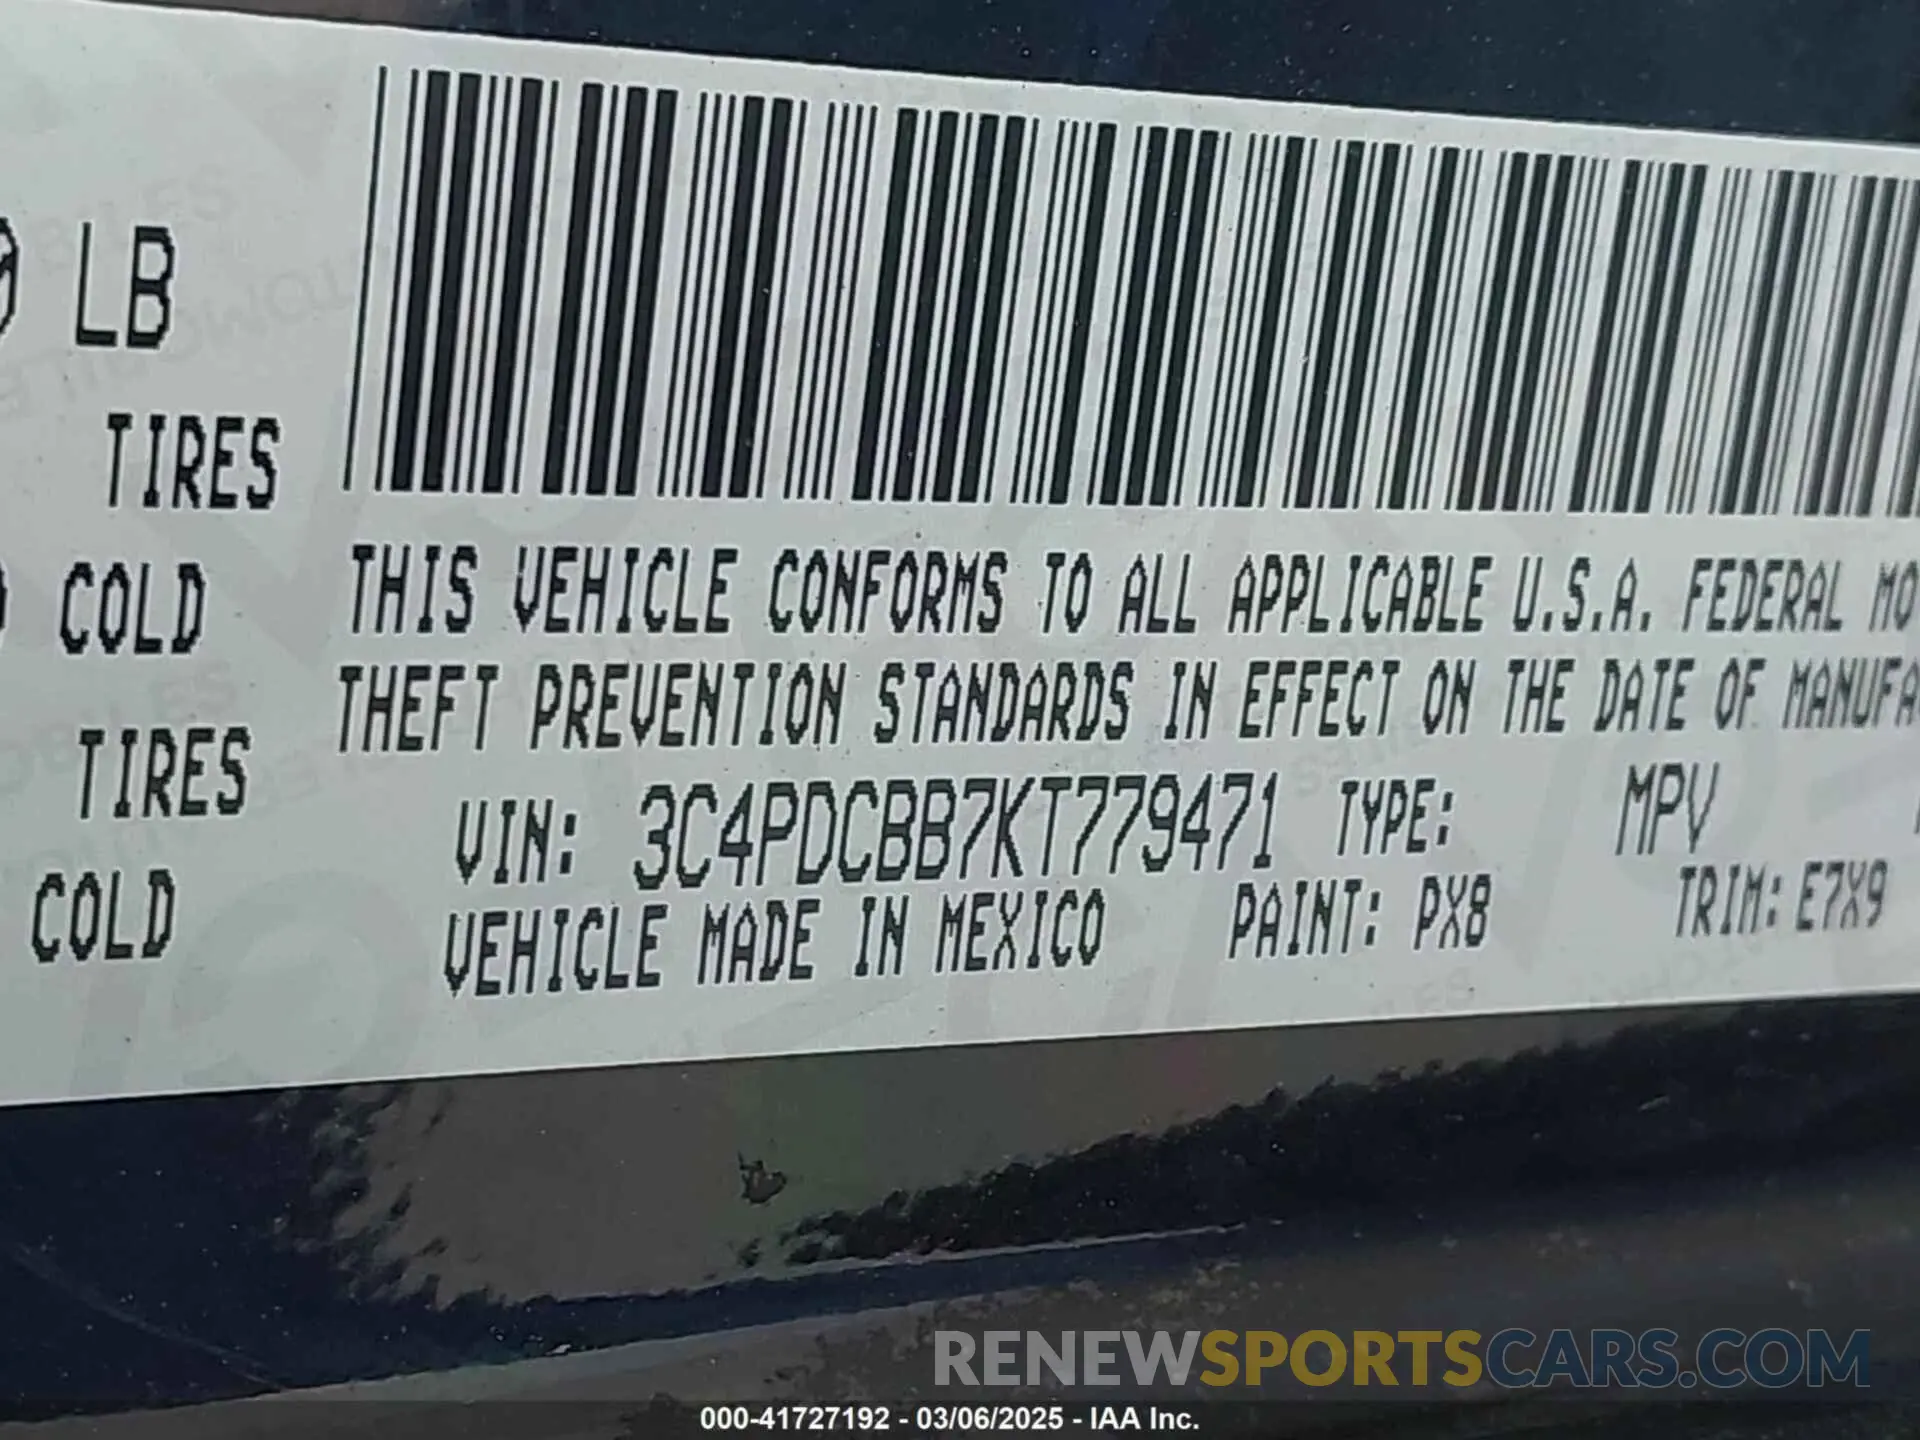 LB
TIRES
COLD
TIRES
COLD
THIS VEHICLE CONFORMS TO ALL APPLICABLE U.S.A. FEDERAL MO
THEFT PREVENTION STANDARDS IN EFFECT ON THE DATE OF MANUFA
VIN: 3C4PDCBB7KT779471 TYPE: MPV
VEHICLE MADE IN MEXICO PAINT: PX8 TRIM: E7X9
RENEWSPORTSCARS.COM
000-41727192 - 03/06/2025 - IAA Inc.